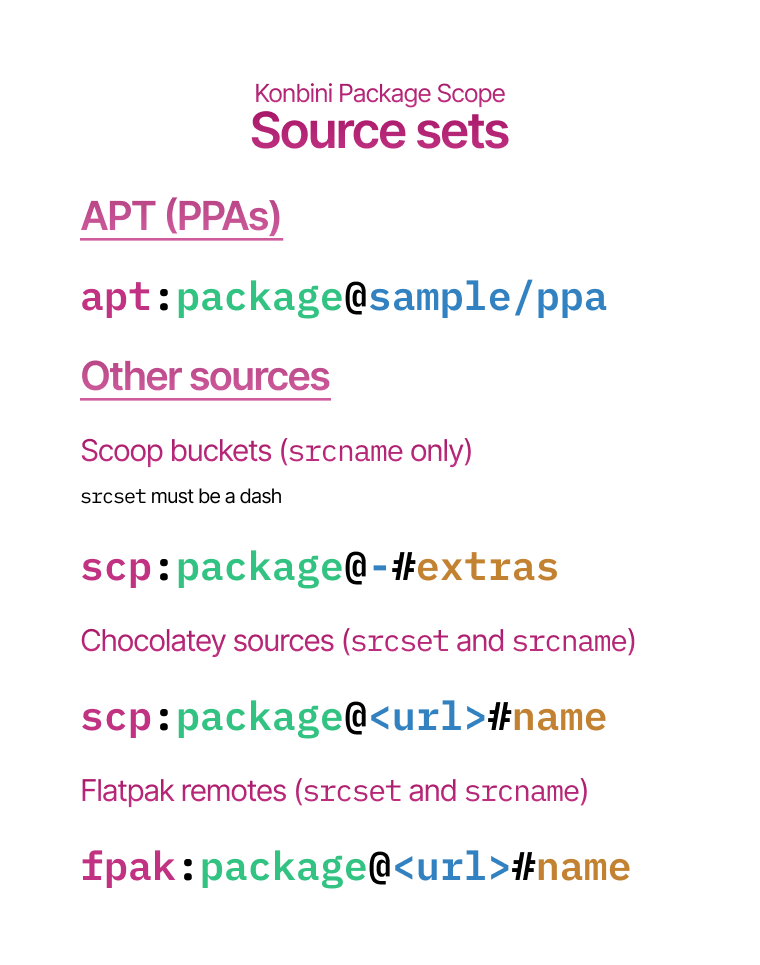 Konbini Package Scope
Source sets
APT (PPAs)
apt:package@sample/ppa
Other sources
Scoop buckets (srcname only)
srcset must be a dash
scp:package@-#extras
Chocolatey sources (srcset and srcname)
scp:package@<url>#name
Flatpak remotes (srcset and srcname)
fpak:package@<url>#name